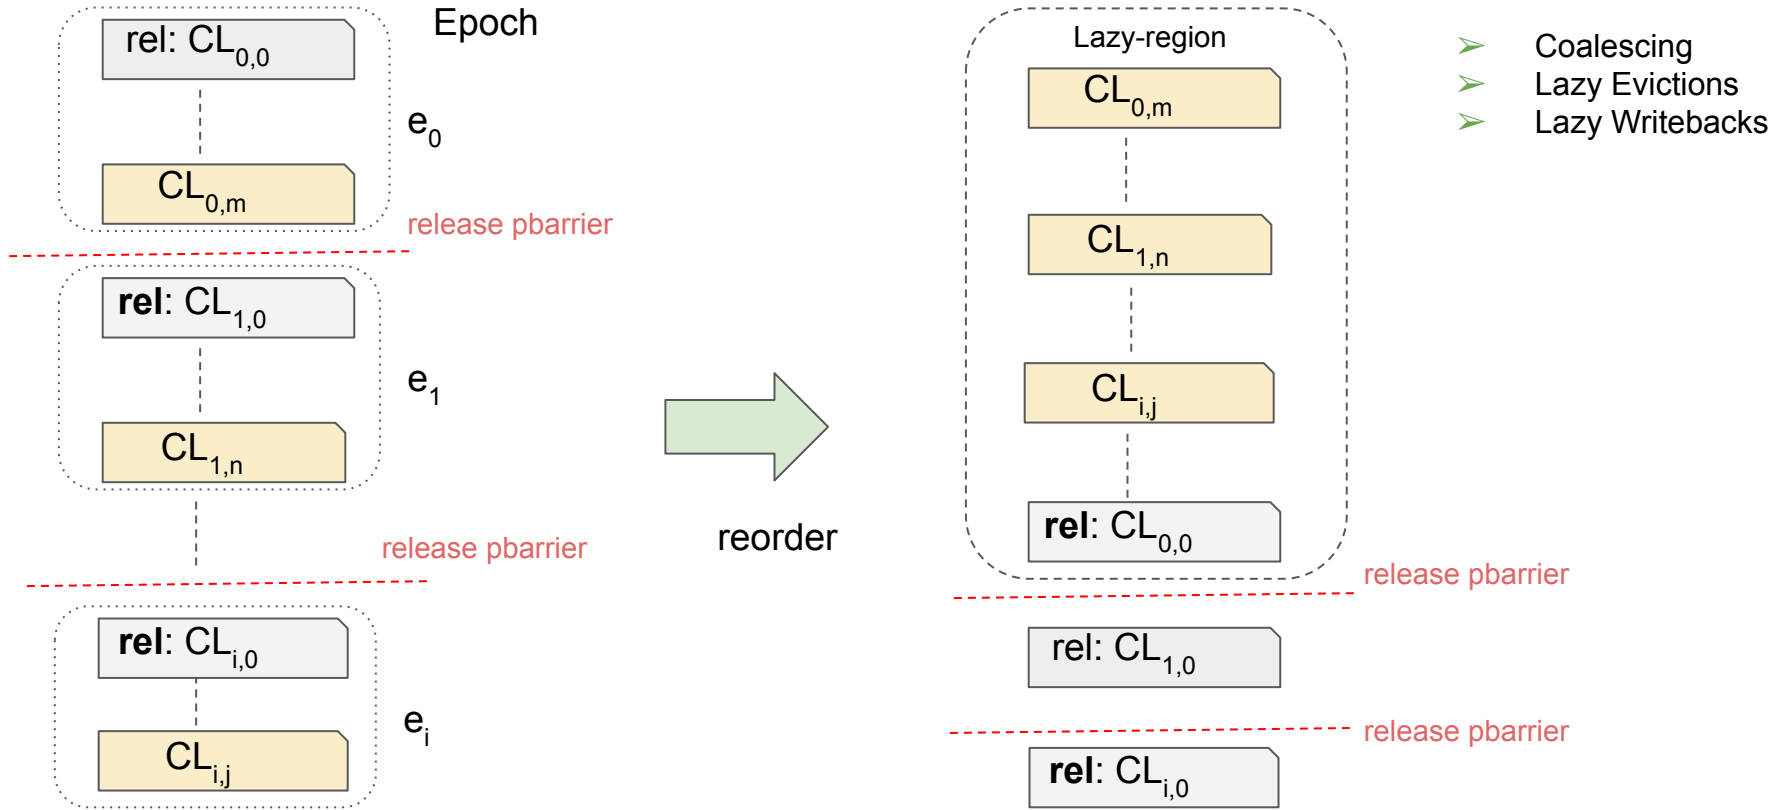 Epoch
rel: CL0,0
e0
CL0,m
release pbarrier
rel: CL1,0
e1
CL1,n
release pbarrier
rel: CLi,0
ei
CLi,j
reorder
Lazy-region
CL0,m
CL1,n
CLi,j
rel: CL0,0
release pbarrier
rel: CL1,0
release pbarrier
rel: CLi,0
➢ Coalescing
➢ Lazy Evictions
➢ Lazy Writebacks